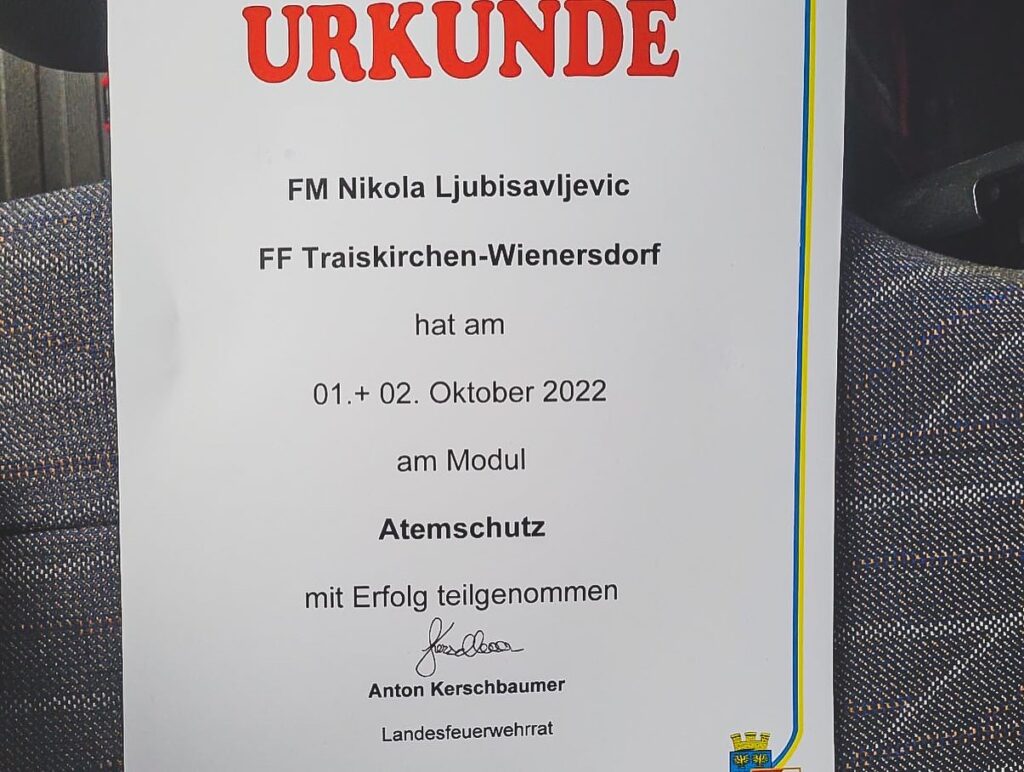 URKUNDE
FM Nikola Ljubisavljevic
FF Traiskirchen-Wienersdorf
hat am
01.+ 02. Oktober 2022
am Modul
Atemschutz
mit Erfolg teilgenommen
Anton Kerschbaumer
Landesfeuerwehrrat